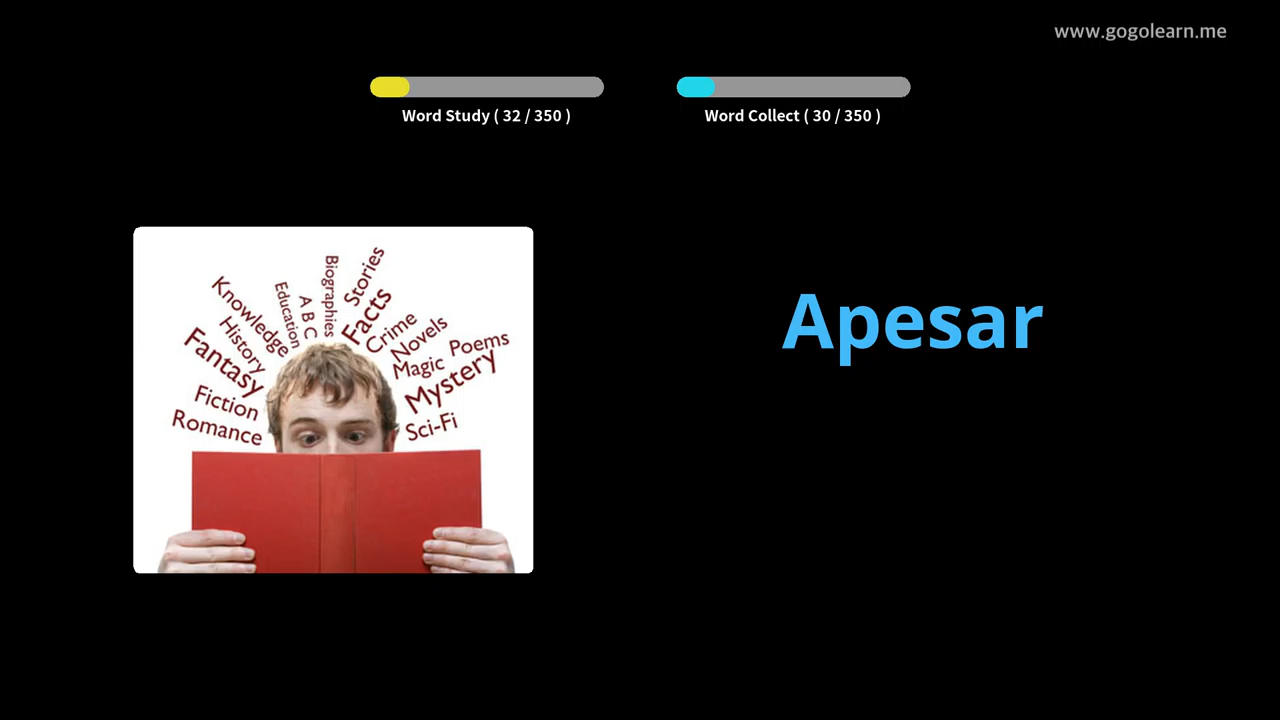 www.gogolearn.me
Word Study ( 32 / 350 )
Word Collect ( 30 / 350 )
Apesar
Biographies
Stories
Education
A B C
Facts
Knowledge
Crime
History
Novels
Fantasy
Magic
Poems
Mystery
Fiction
Romance
Sci-Fi